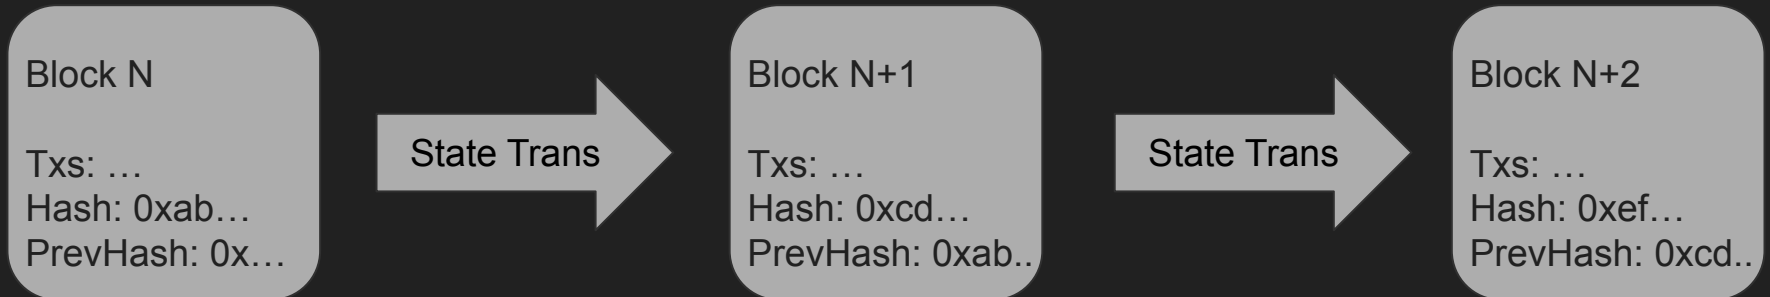 Block N
Txs: …
Hash: 0xab…
PrevHash: 0x…
State Trans
Block N+1
Txs: …
Hash: 0xcd…
PrevHash: 0xab..
State Trans
Block N+2
Txs: …
Hash: 0xef…
PrevHash: 0xcd..